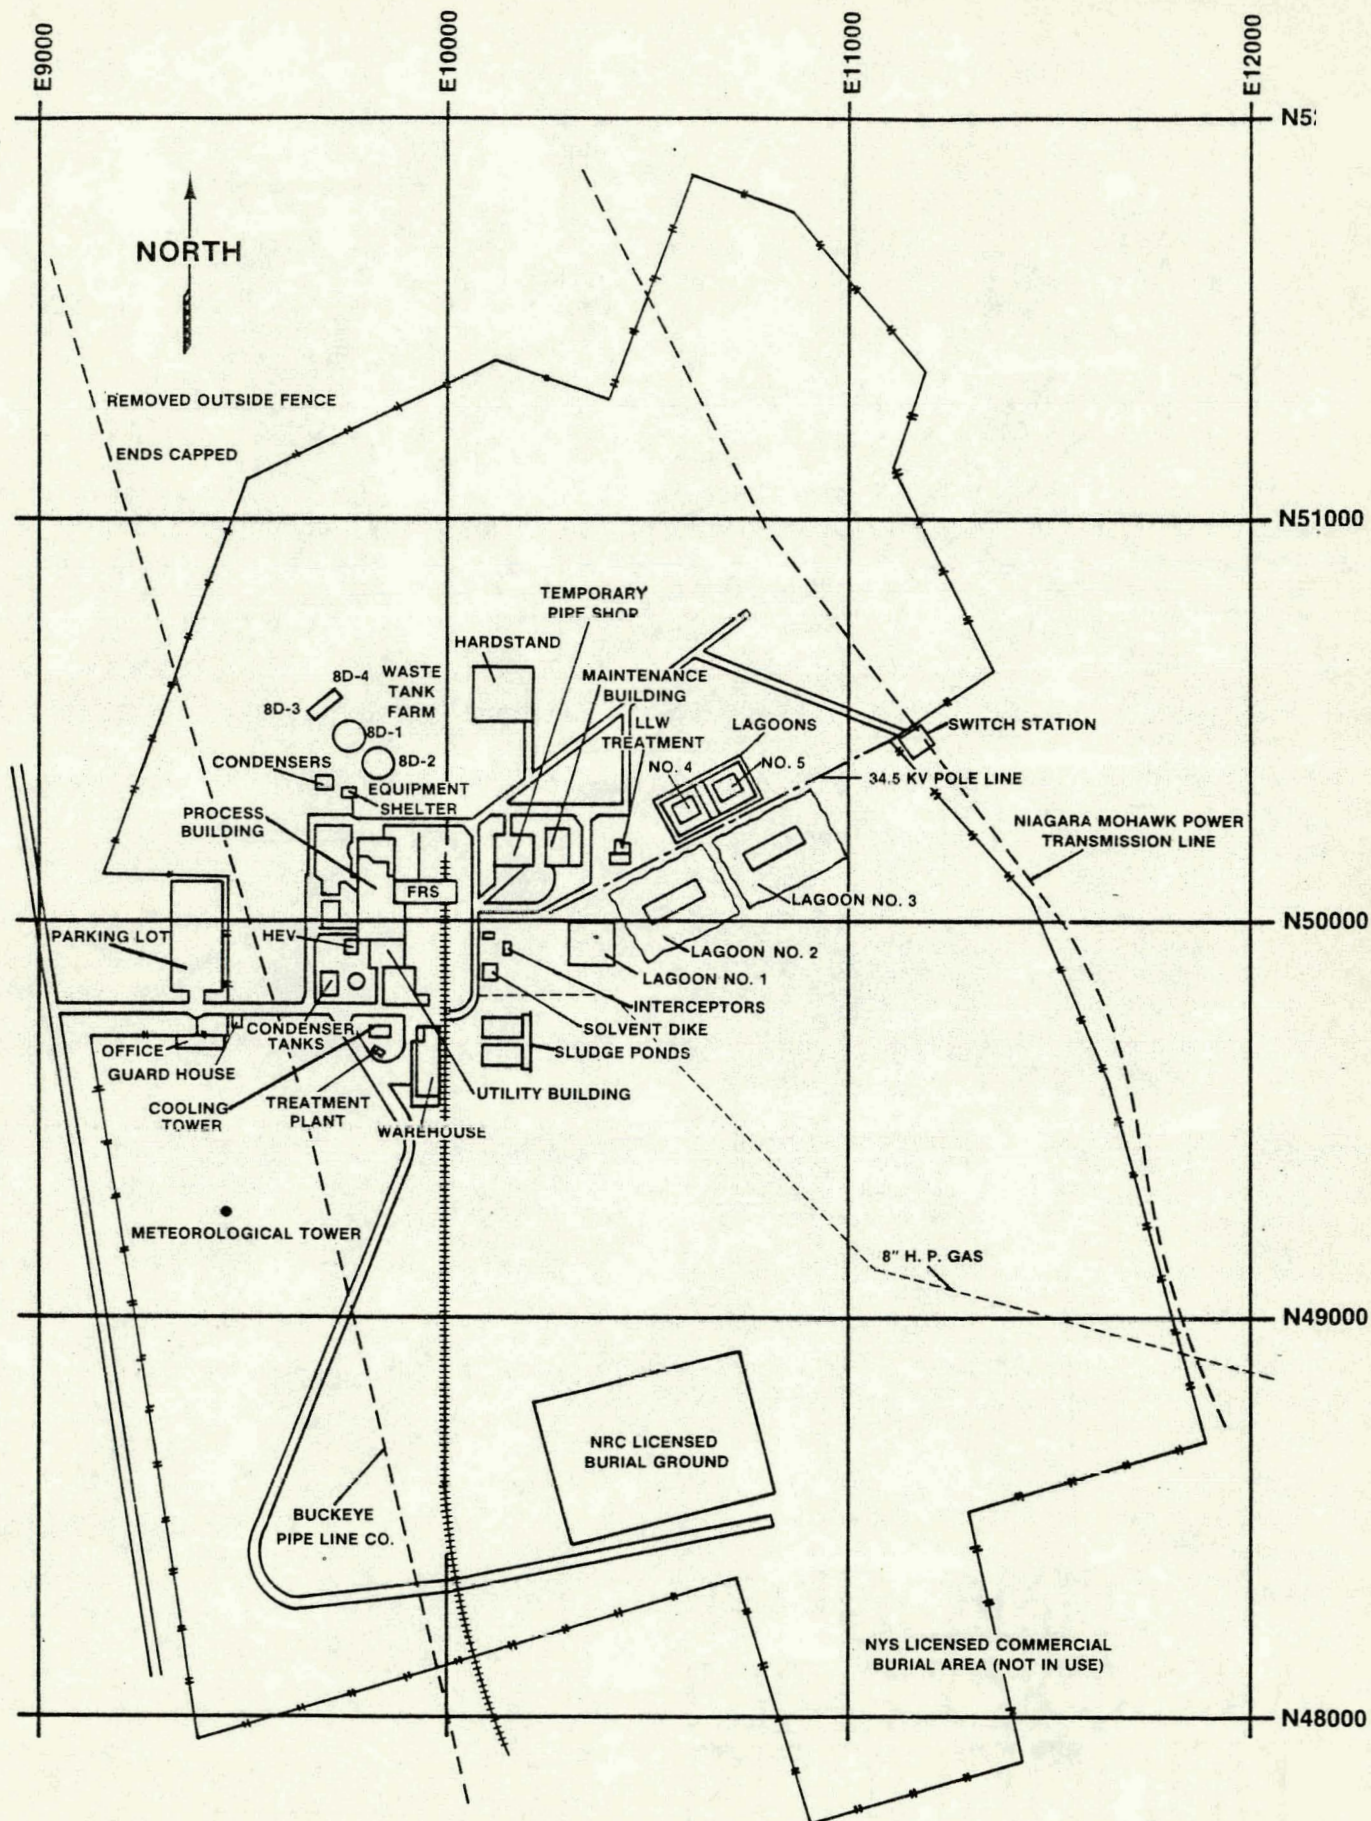 E9000
E10000
E11000
E12000
NORTH
REMOVED OUTSIDE FENCE
ENDS CAPPED
N51000
TEMPORARY
PIPE SHOP
HARDSTAND
8D-4
WASTE
TANK
FARM
8D-3
8D-1
8D-2
MAINTENANCE
BUILDING
LLW
TREATMENT
LAGOONS
NO. 4
NO. 5
SWITCH STATION
34.5 KV POLE LINE
CONDENSERS
EQUIPMENT
SHELTER
PROCESS
BUILDING
NIAGARA MOHAWK POWER
TRANSMISSION LINE
FRS
LAGOON NO. 3
N50000
PARKING LOT
HEV
LAGOON NO. 2
LAGOON NO. 1
INTERCEPTORS
SOLVENT DIKE
SLUDGE PONDS
OFFICE
GUARD HOUSE
CONDENSER
TANKS
COOLING
TOWER
TREATMENT
PLANT
UTILITY BUILDING
WAREHOUSE
METEOROLOGICAL TOWER
8" H. P. GAS
N49000
NRC LICENSED
BURIAL GROUND
BUCKEYE
PIPE LINE CO.
NYS LICENSED COMMERCIAL
BURIAL AREA (NOT IN USE)
N48000